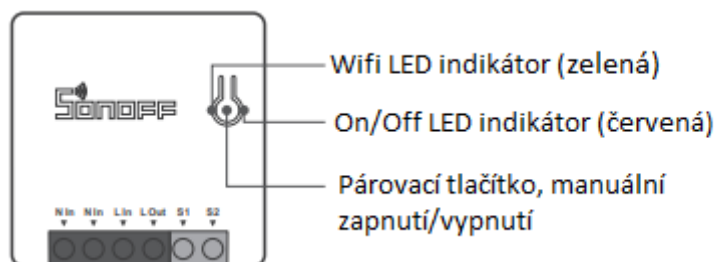 SonOFF
Wifi LED indikátor (zelená)
On/Off LED indikátor (červená)
Párovací tlačítko, manuální
zapnutí/vypnutí
N In N In L In L Out S1 S2